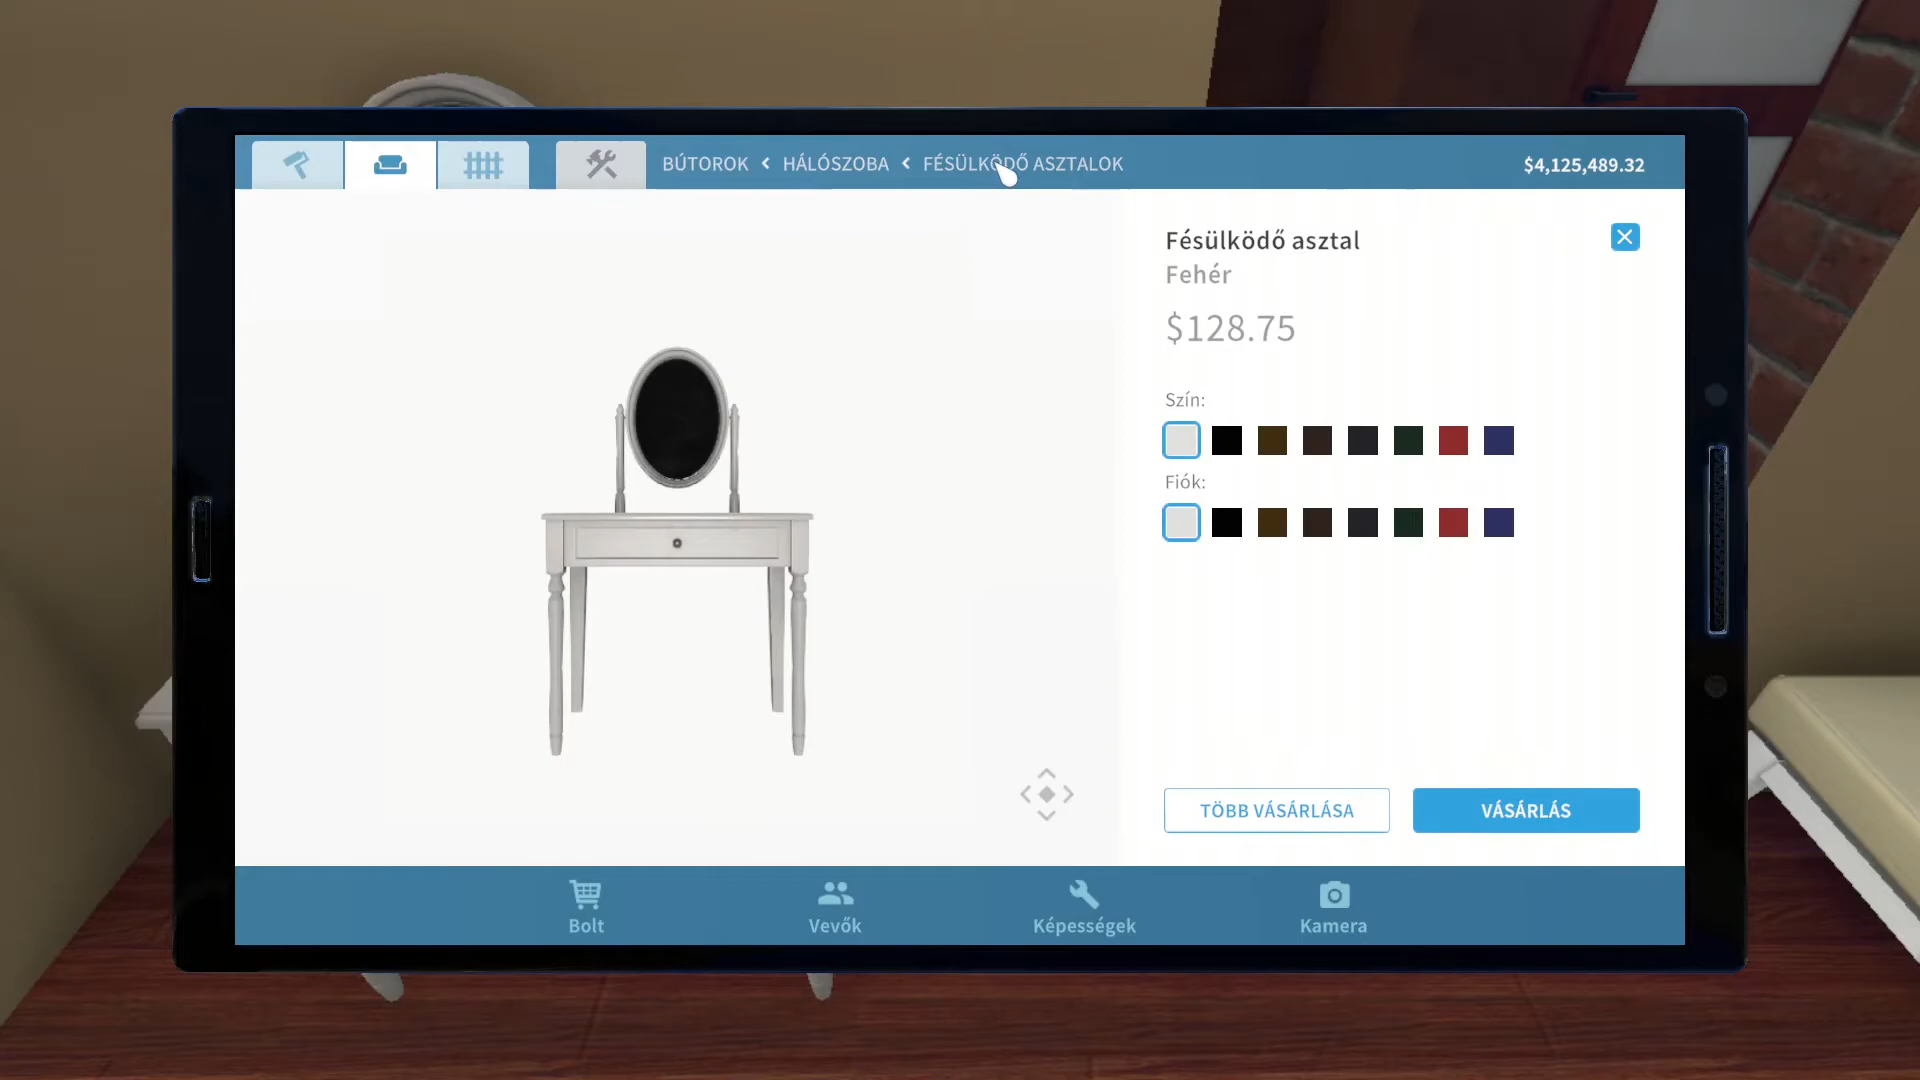 BÚTOROK < HÁLÓSZOBA < FÉSÜLKÖDŐ ASZTALOK
$4,125,489.32
Fésülködő asztal
Fehér
$128.75
Szín:
Fiók:
TÖBB VÁSÁRLÁSA
VÁSÁRLÁS
Bolt
Vevők
Képességek
Kamera